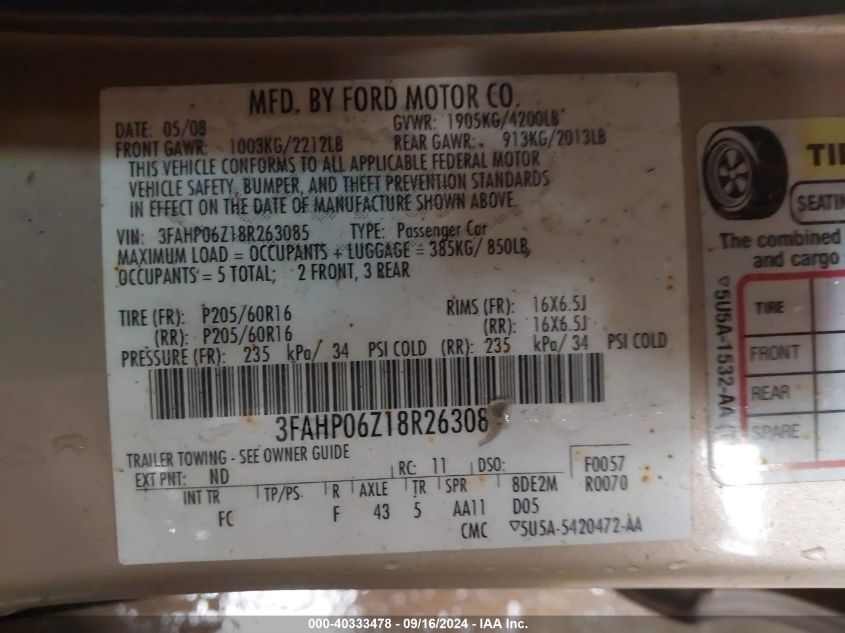 MFD. BY FORD MOTOR CO.
DATE: 05/08 GVWR: 1905KG/4200LB
FRONT GAWR: 1003KG/2212LB REAR GAWR: 913KG/2013LB
THIS VEHICLE CONFORMS TO ALL APPLICABLE FEDERAL MOTOR
VEHICLE SAFETY, BUMPER, AND THEFT PREVENTION STANDARDS
IN EFFECT ON THE DATE OF MANUFACTURE SHOWN ABOVE.
VIN: 3FAHP06Z18R263085 TYPE: Passenger Car
MAXIMUM LOAD = OCCUPANTS + LUGGAGE = 385KG/ 850LB,
OCCUPANTS = 5 TOTAL; 2 FRONT, 3 REAR
TIRE (FR): P205/60R16 RIMS (FR): 16X6.5J
(RR): P205/60R16 (RR): 16X6.5J
PRESSURE (FR): 235 kPa/ 34 PSI COLD (RR): 235 kPa/ 34 PSI COLD
3FAHP06Z18R26308
TRAILER TOWING - SEE OWNER GUIDE
EXT PNT: ND RC: 11 DSO: F0057
INT TR TP/PS R AXLE TR SPR 8DE2M R0070
FC F 43 5 AA11 D05
CMC ▽5U5A-5420472-AA
TI
SEATIN
The combined
and cargo
TIRE
FRONT
REAR
SPARE
▽5U5A-1532-AA
000-40333478 - 09/16/2024 - IAA Inc.